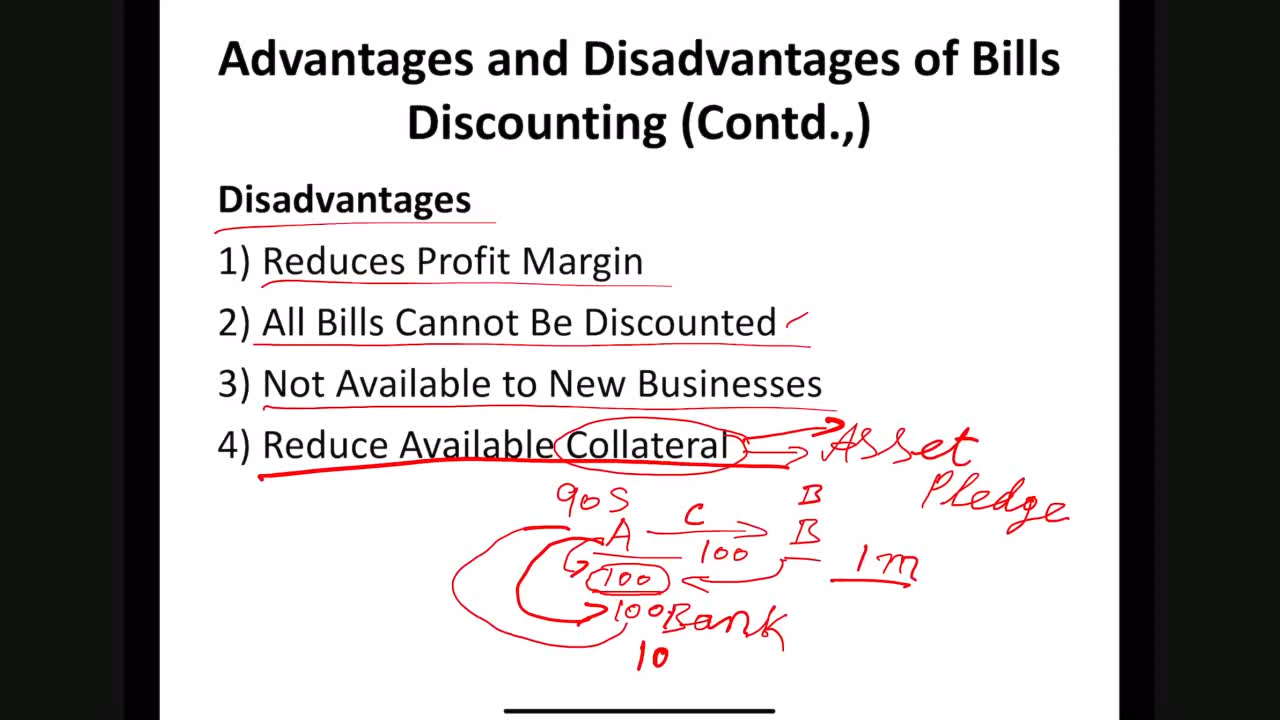 Advantages and Disadvantages of Bills
Discounting (Contd.,)
Disadvantages
1) Reduces Profit Margin
2) All Bills Cannot Be Discounted
3) Not Available to New Businesses
4) Reduce Available Collateral Asset
Pledge
90 S B
A C B
100 1m
100
100 Bank
10